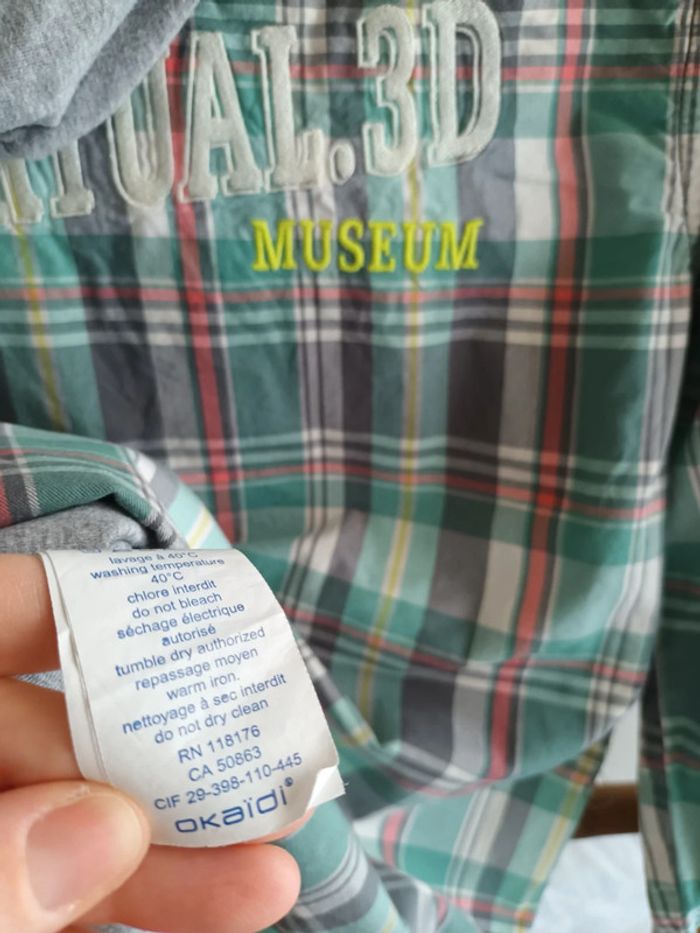 TUAL.3D
MUSEUM
lavage à 40°C
washing temperature
40°C
chlore interdit
do not bleach
séchage électrique
autorisé
tumble dry authorized
repassage moyen
warm iron.
nettoyage à sec interdit
do not dry clean
RN 118176
CA 50863
CIF 29-398-110-445
okaïdi®